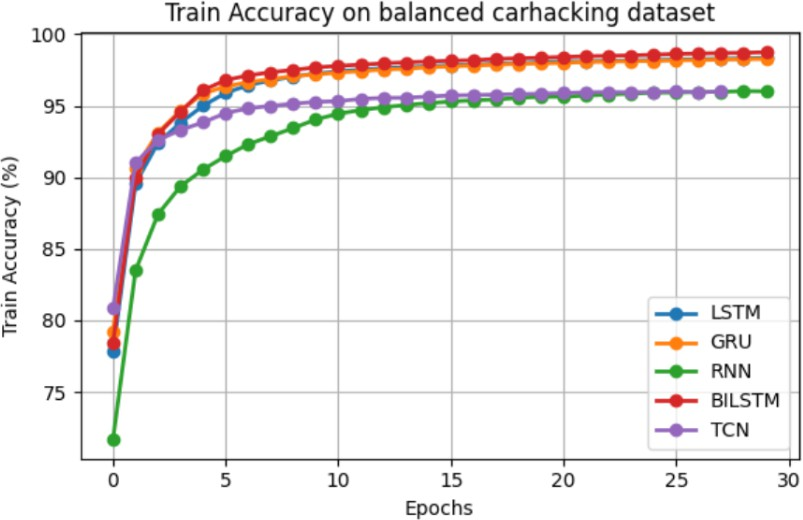 Train Accuracy on balanced carhacking dataset
Train Accuracy (%)
100
95
90
85
80
75
LSTM
GRU
RNN
BILSTM
TCN
0 5 10 15 20 25 30
Epochs